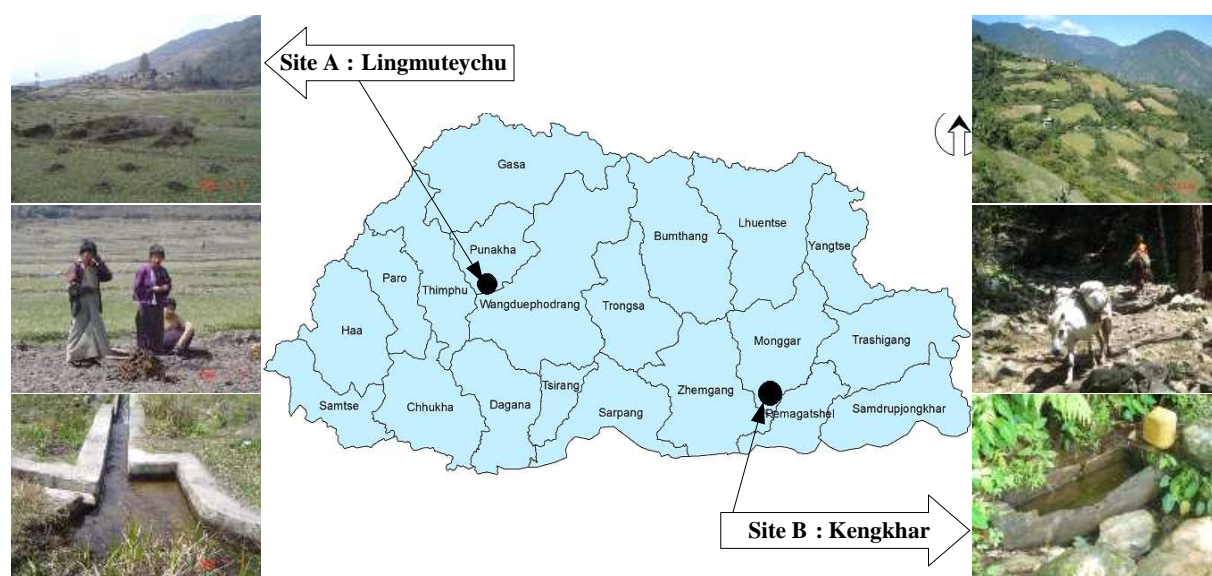 Site A : Lingmuteychu
Gasa
Lhuentse
Punakha
Bumthang
Yangtse
Paro
Thimphu
Wangduephodrang
Trongsa
Haa
Monggar
Trashigang
Tsirang
Zhemgang
Samtse
Chhukha
Dagana
Sarpang
Pemagatshel
Samdrupjongkhar
Site B : Kengkhar